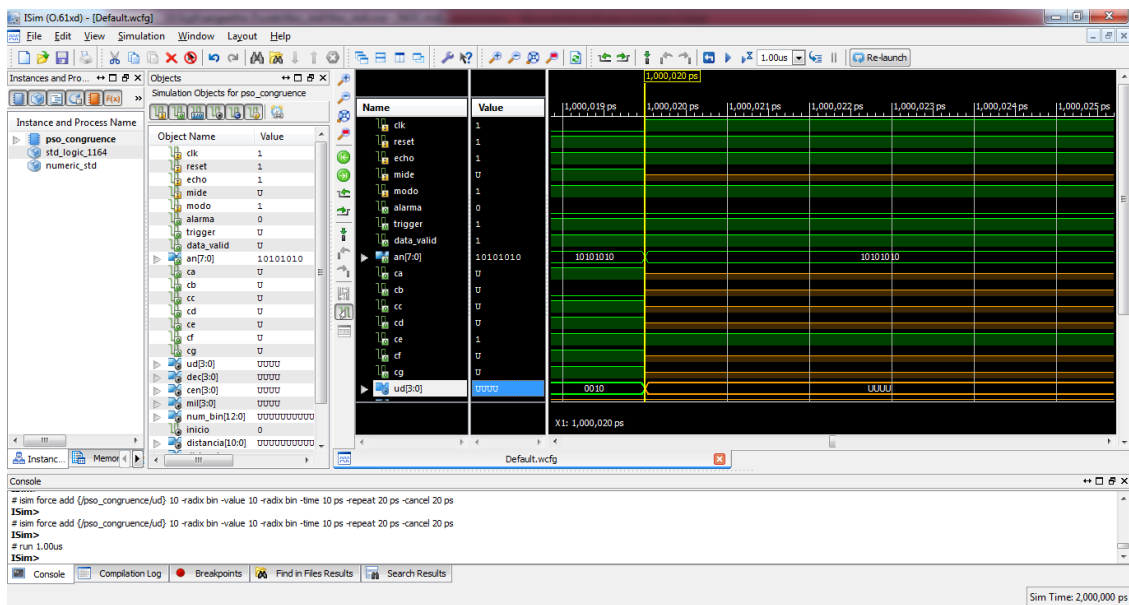 ISim (O.61xd) - [Default.wcfg]
File Edit View Simulation Window Layout Help
1.00us Re-launch
Instances and Pro...
Instance and Process Name
pso_congruence
std_logic_1164
numeric_std
Instanc... Memor
Objects
Simulation Objects for pso_congruence
Object Name Value
clk 1
reset 1
echo 1
mide U
modo 1
alarma 0
trigger U
data_valid U
an[7:0] 10101010
ca U
cb U
cc U
cd U
ce U
cf U
cg U
ud[3:0] UUUU
dec[3:0] UUUU
cen[3:0] UUUU
mil[3:0] UUUU
num_bin[12:0] UUUUUUUUUU
inicio 0
distancia[10:0] UUUUUUUUUU
1,000,020 ps
Name Value 1,000,019 ps 1,000,020 ps 1,000,021 ps 1,000,022 ps 1,000,023 ps 1,000,024 ps 1,000,025 ps
clk 1
reset 1
echo 1
mide U
modo 1
alarma 0
trigger 1
data_valid 1
an[7:0] 10101010 10101010 10101010
ca U
cb U
cc U
cd U
ce 1
cf U
cg U
ud[3:0] UUUU 0010 UUUU
X1: 1,000,020 ps
Default.wcfg
Console
# isim force add {/pso_congruence/ud} 10 -radix bin -value 10 -radix bin -time 10 ps -repeat 20 ps -cancel 20 ps
ISim>
# isim force add {/pso_congruence/ud} 10 -radix bin -value 10 -radix bin -time 10 ps -repeat 20 ps -cancel 20 ps
ISim>
# run 1.00us
ISim>
Console Compilation Log Breakpoints Find in Files Results Search Results
Sim Time: 2,000,000 ps